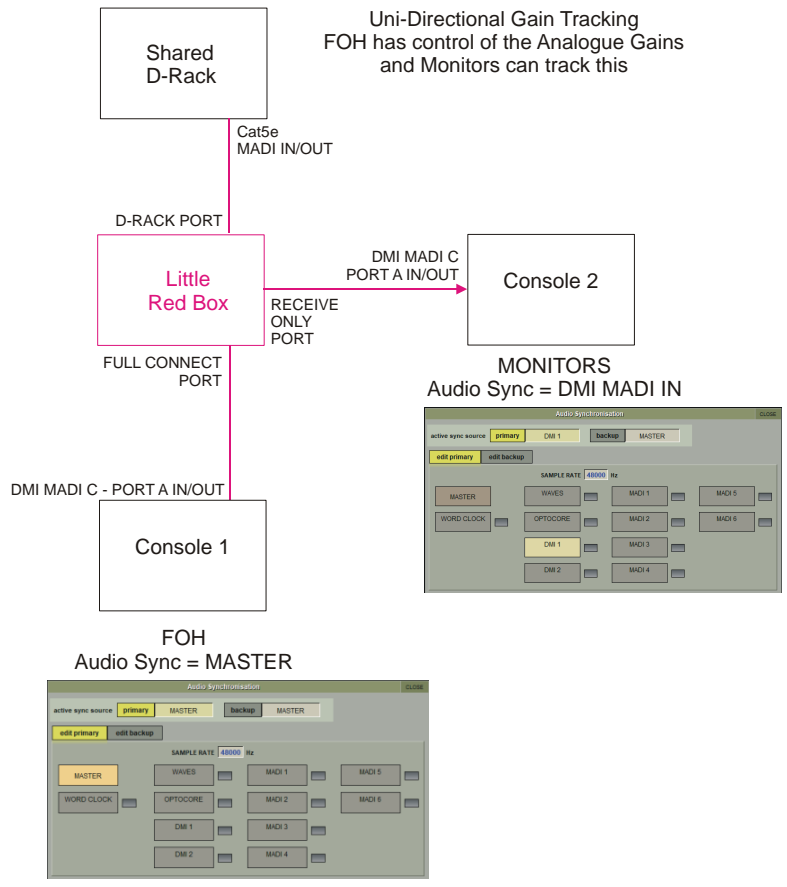 Uni-Directional Gain Tracking
FOH has control of the Analogue Gains
and Monitors can track this
Shared
D-Rack
Cat5e
MADI IN/OUT
D-RACK PORT
Little
Red Box
DMI MADI C
PORT A IN/OUT
Console 2
RECEIVE
ONLY
PORT
FULL CONNECT
PORT
MONITORS
Audio Sync = DMI MADI IN
Audio Synchronisation CLOSE
active sync source primary DMI 1 backup MASTER
edit primary edit backup
SAMPLE RATE 48000 Hz
MASTER WAVES MADI 1 MADI 5
WORD CLOCK OPTOCORE MADI 2 MADI 6
DMI 1 MADI 3
DMI 2 MADI 4
DMI MADI C - PORT A IN/OUT
Console 1
FOH
Audio Sync = MASTER
Audio Synchronisation CLOSE
active sync source primary MASTER backup MASTER
edit primary edit backup
SAMPLE RATE 48000 Hz
MASTER WAVES MADI 1 MADI 5
WORD CLOCK OPTOCORE MADI 2 MADI 6
DMI 1 MADI 3
DMI 2 MADI 4